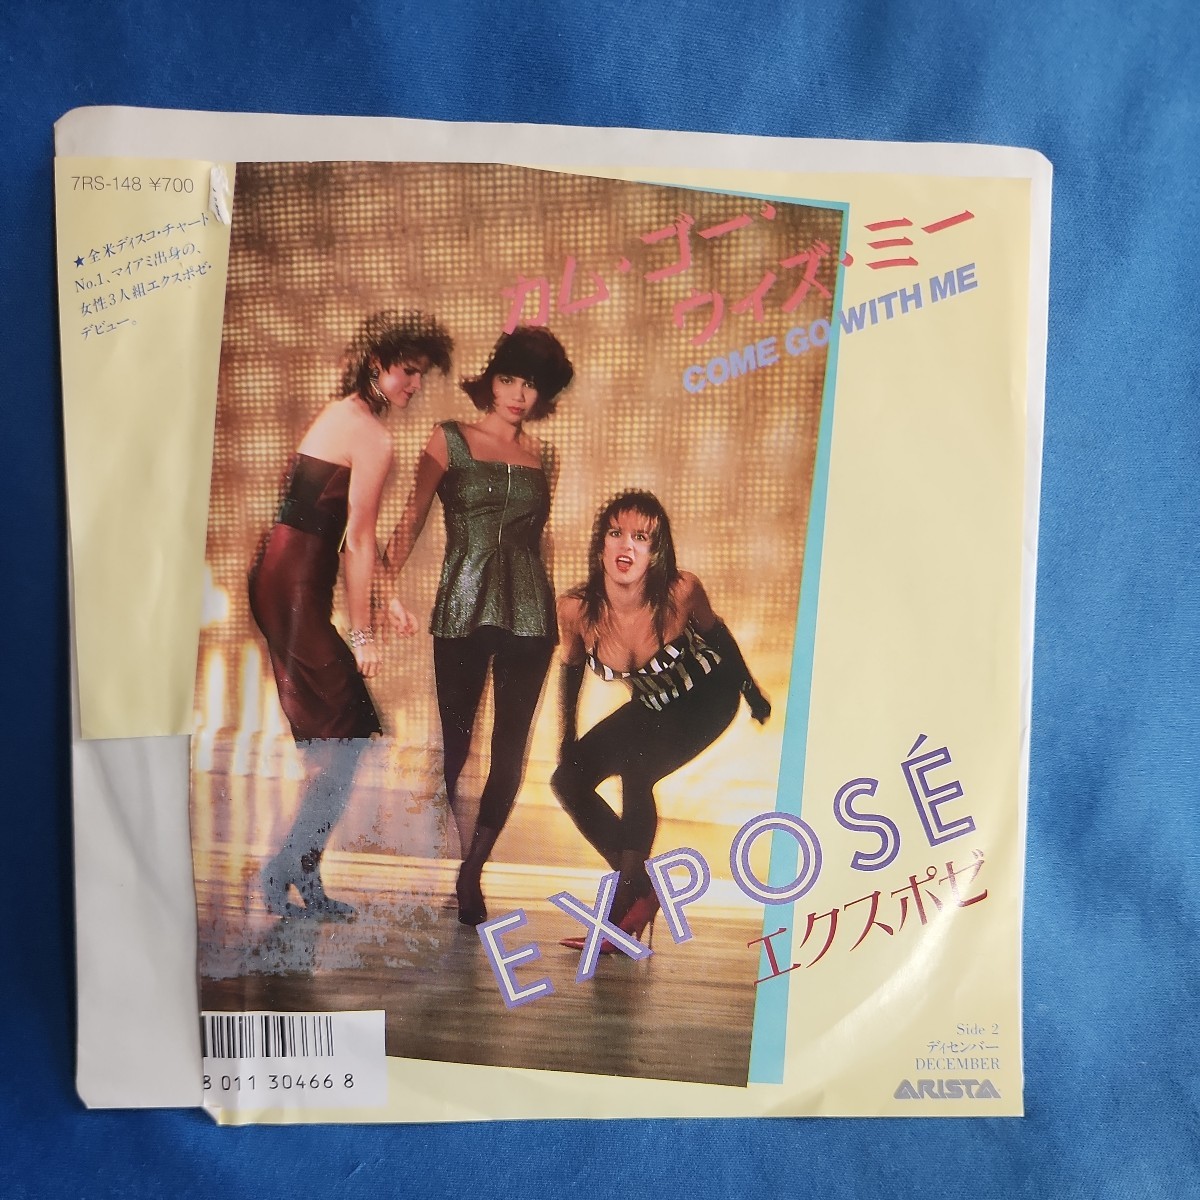 7RS-148 ¥700
★全米ディスコ・チャート
No.1、マイアミ出身の、
女性3人組エクスポゼ・
デビュー。
カム・ゴー・
ウィズ・ミー
COME GO WITH ME
EXPOSÉ
エクスポゼ
Side 2
ディセンバー
DECEMBER
ARISTA
8 011 30466 8